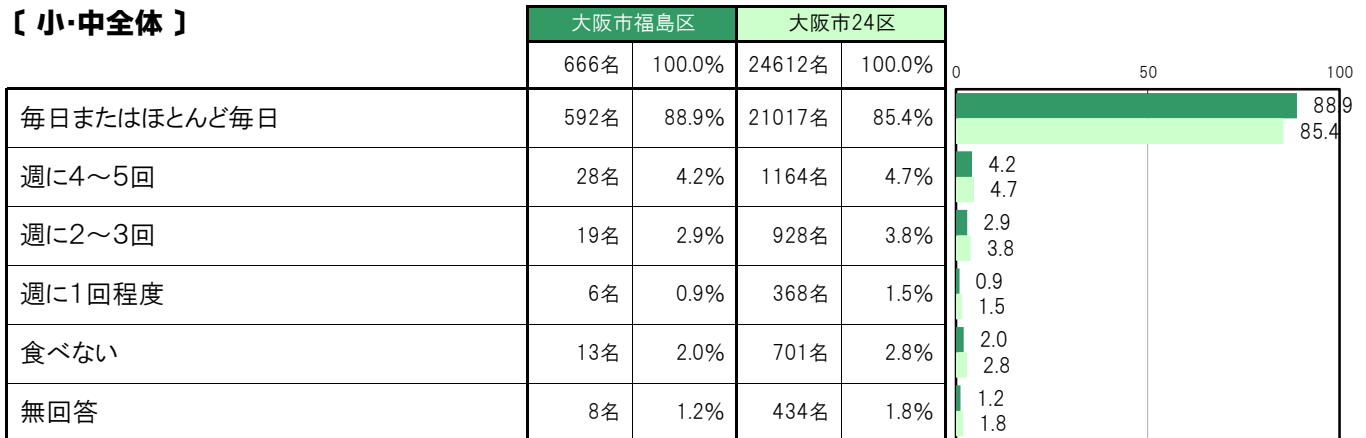 〔 小・中全体 〕
大阪市福島区 大阪市24区
666名 100.0% 24612名 100.0%
0 50 100
毎日またはほとんど毎日 592名 88.9% 21017名 85.4%
88.9
85.4
週に4～5回 28名 4.2% 1164名 4.7%
4.2
4.7
週に2～3回 19名 2.9% 928名 3.8%
2.9
3.8
週に1回程度 6名 0.9% 368名 1.5%
0.9
1.5
食べない 13名 2.0% 701名 2.8%
2.0
2.8
無回答 8名 1.2% 434名 1.8%
1.2
1.8